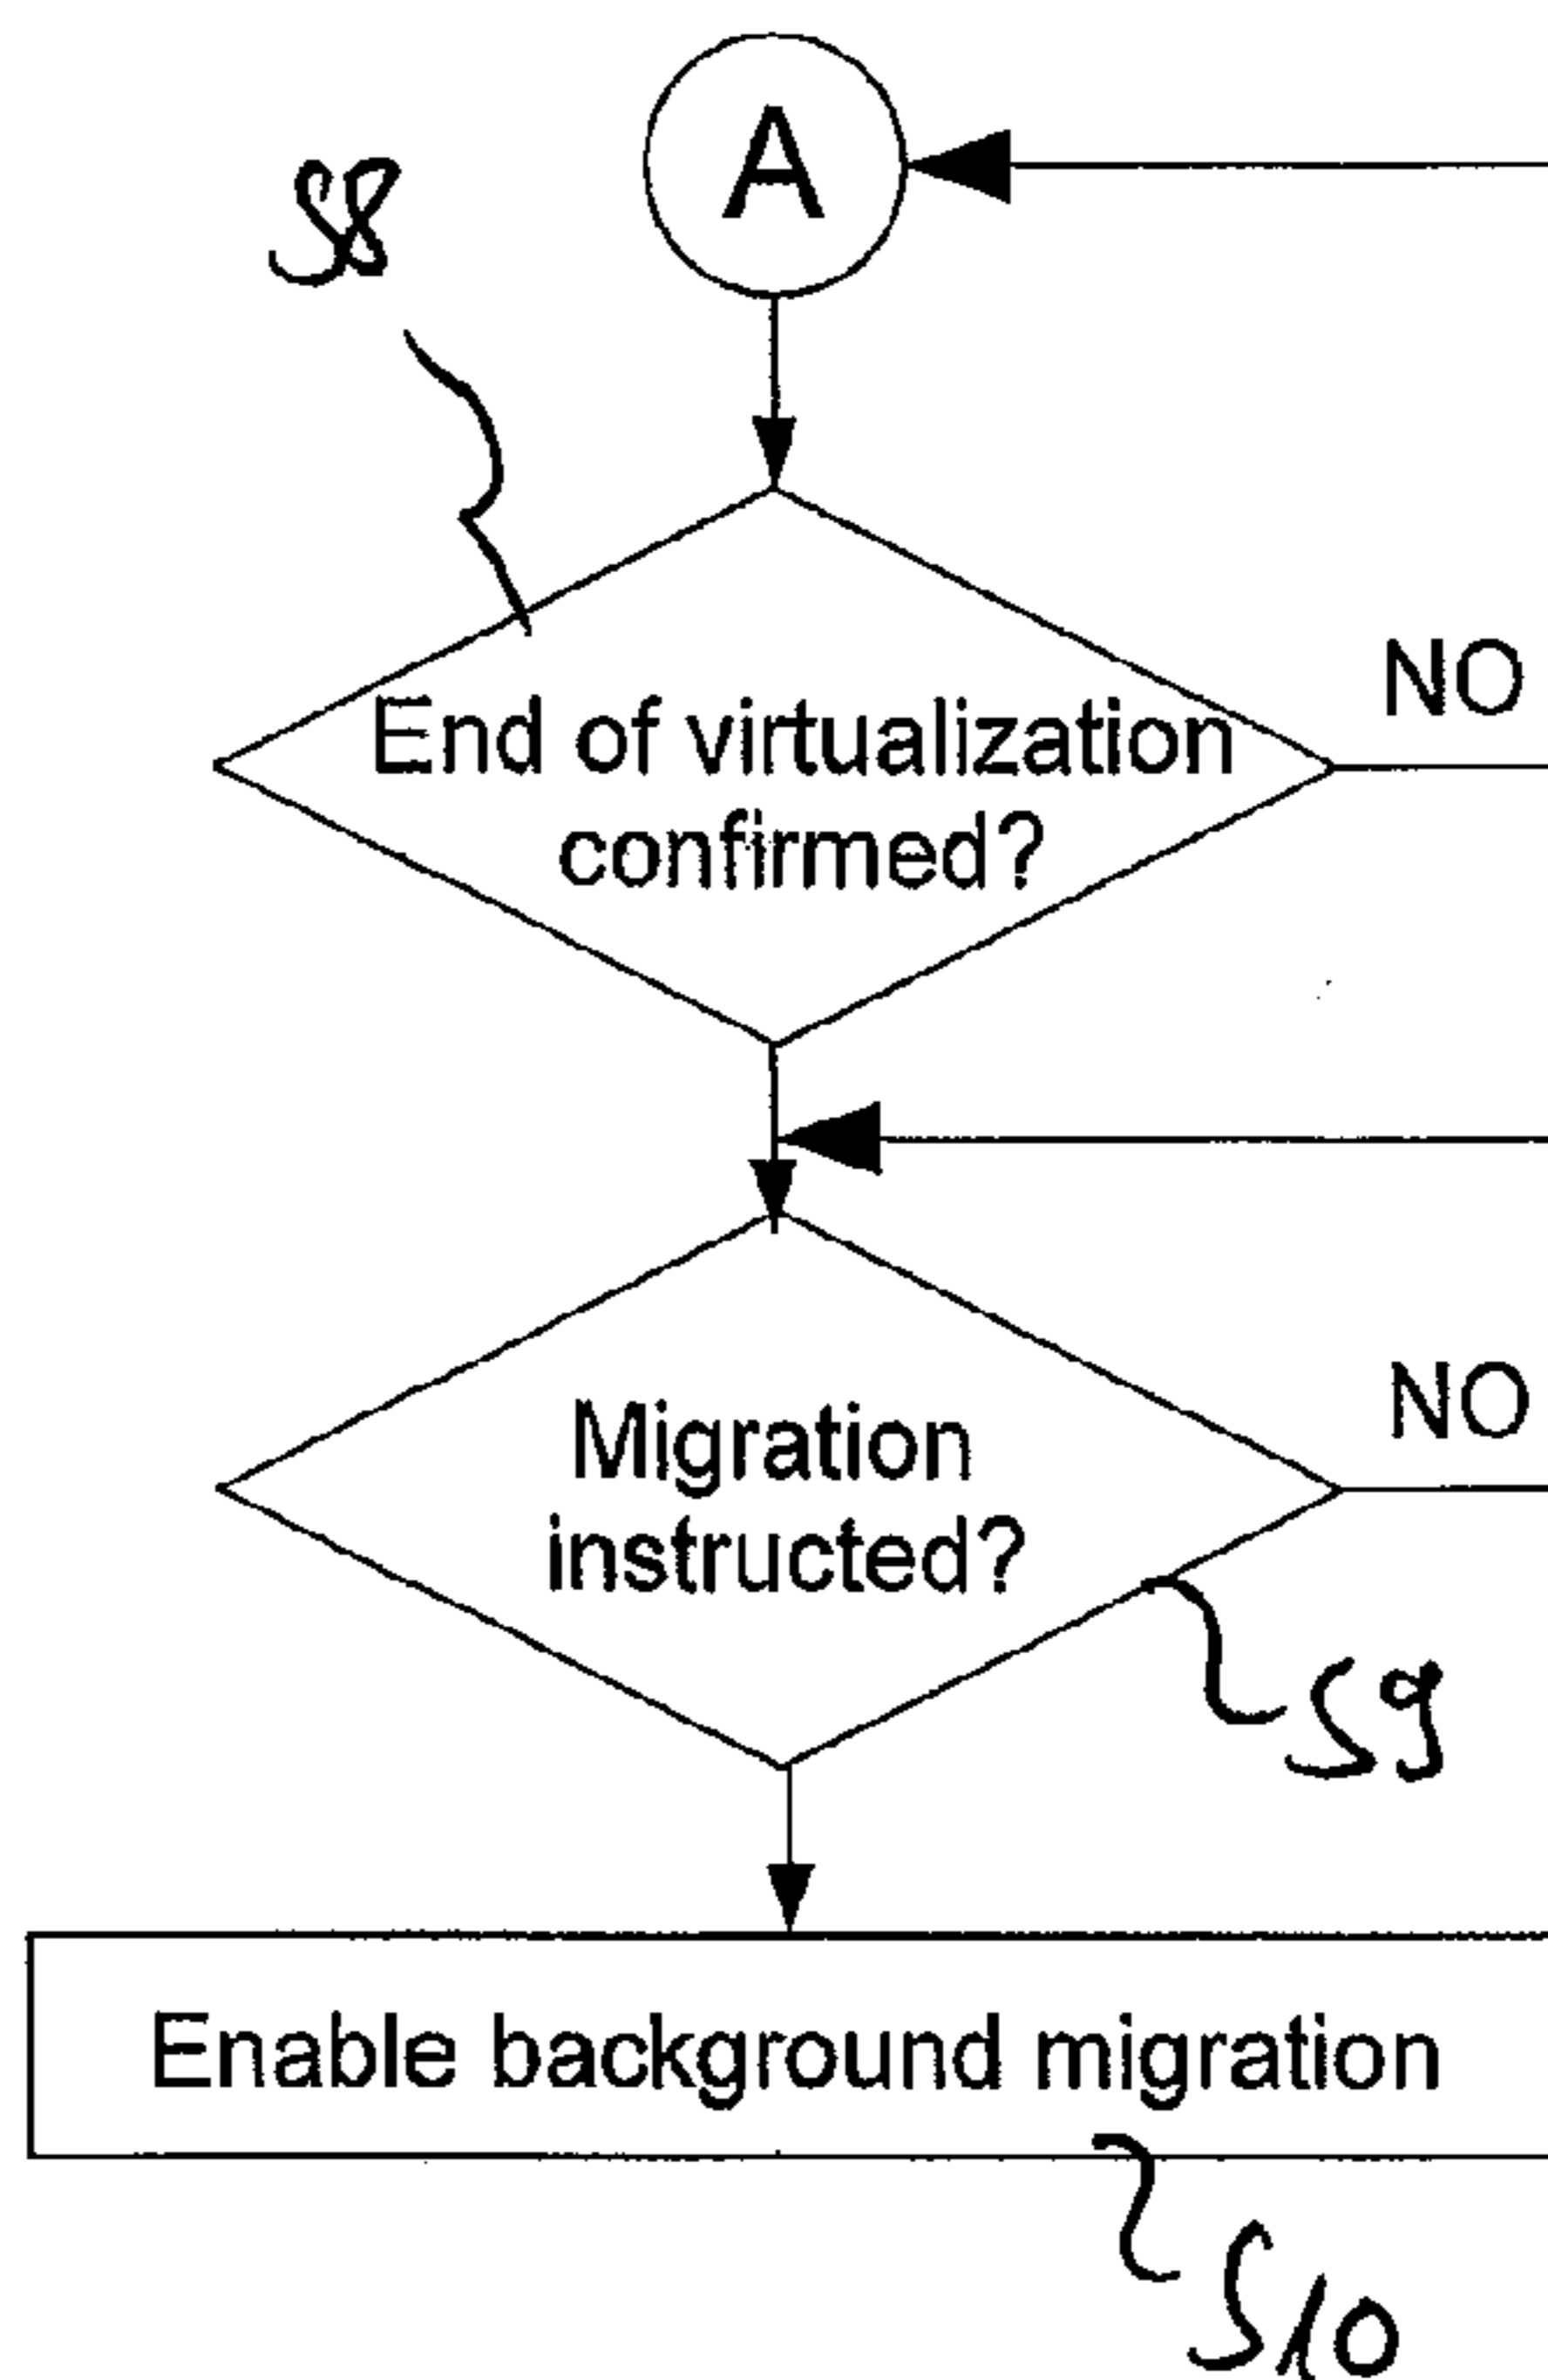 A
S8
NO
End of virtualization
confirmed?
NO
Migration
instructed?
S9
Enable background migration
S10